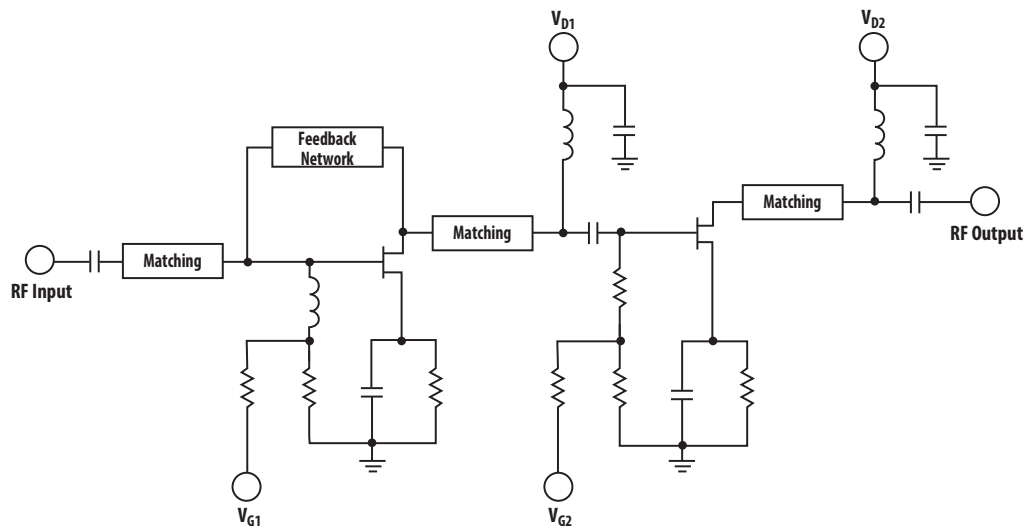 V_D1
V_D2
Feedback
Network
Matching
Matching
RF Output
Matching
RF Input
V_G1
V_G2